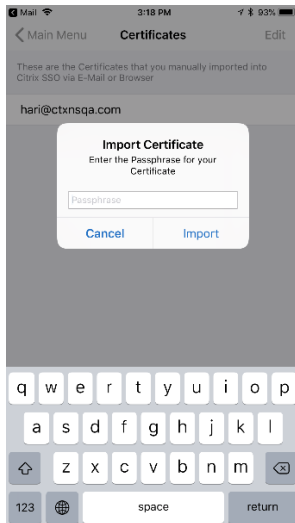 Mail 3:18 PM 93%
Main Menu Certificates Edit
These are the Certificates that you manually imported into
Citrix SSO via E-Mail or Browser
hari@ctxnsqa.com
Import Certificate
Enter the Passphrase for your
Certificate
Passphrase
Cancel Import
q w e r t y u i o p
a s d f g h j k l
z x c v b n m
123 space return